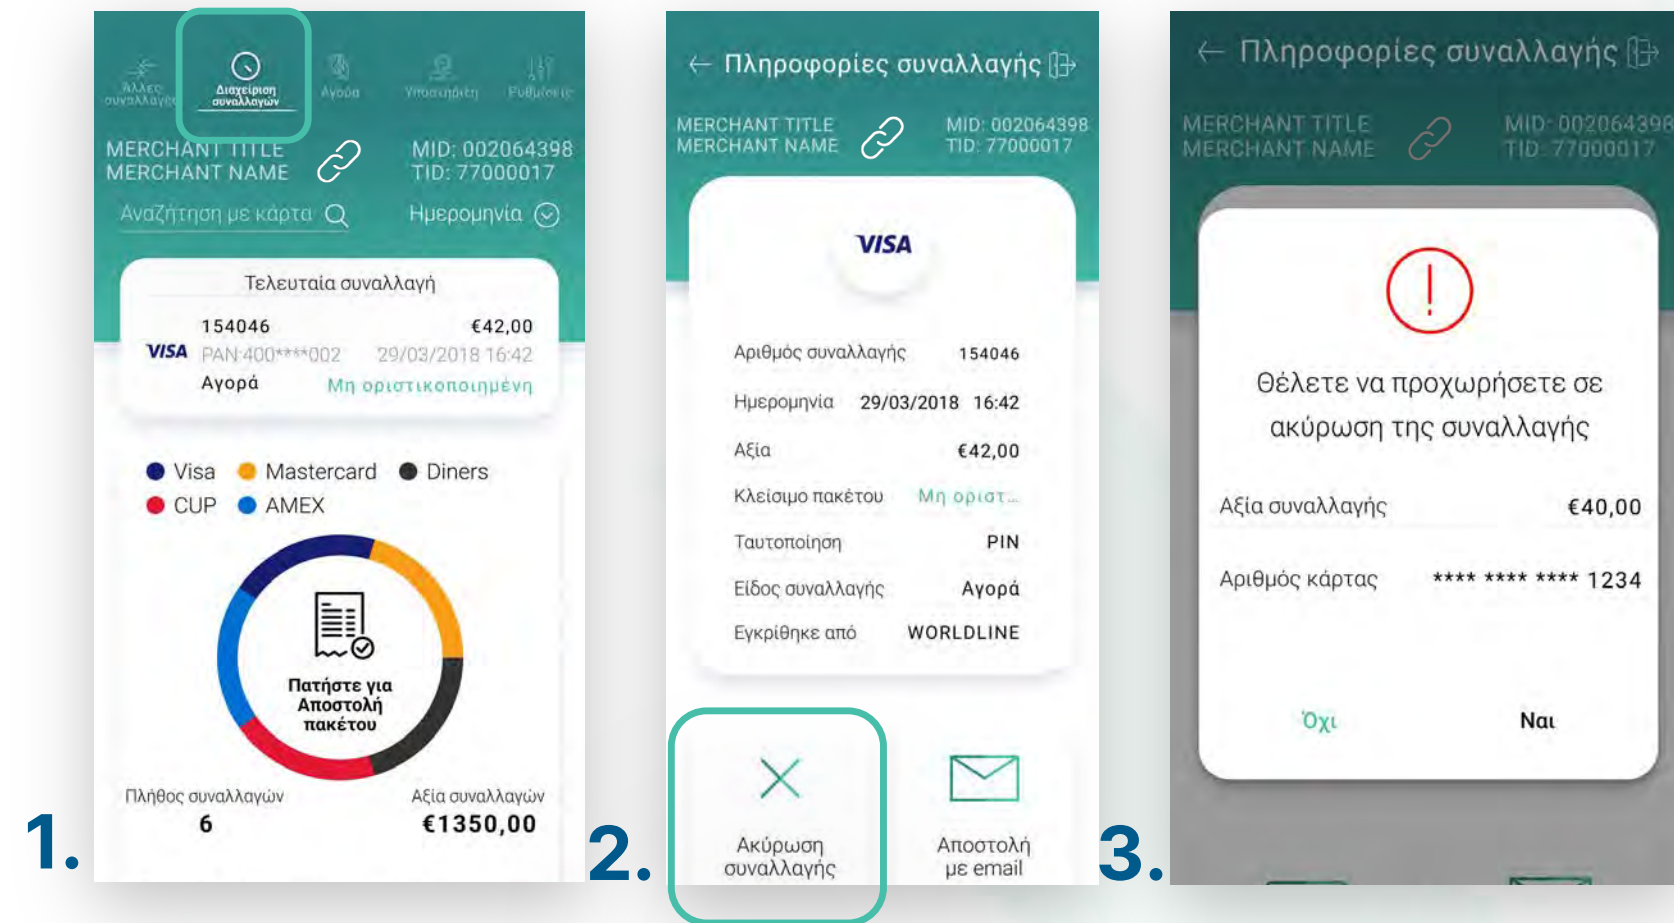 Άλλες
συναλλαγές
Διαχείριση
συναλλαγών
Αγορά
Υποστήριξη
Ρυθμίσεις
MERCHANT TITLE
MERCHANT NAME
MID: 002064398
TID: 77000017
Αναζήτηση με κάρτα
Ημερομηνία
Τελευταία συναλλαγή
154046 €42,00
VISA PAN:400****002 29/03/2018 16:42
Αγορά Μη οριστικοποιημένη
Visa Mastercard Diners
CUP AMEX
Πατήστε για
Αποστολή
πακέτου
Πλήθος συναλλαγών Αξία συναλλαγών
6 €1350,00
1.
← Πληροφορίες συναλλαγής
MERCHANT TITLE
MERCHANT NAME
MID: 002064398
TID: 77000017
VISA
Αριθμός συναλλαγής 154046
Ημερομηνία 29/03/2018 16:42
Αξία €42,00
Κλείσιμο πακέτου Μη οριστ...
Ταυτοποίηση PIN
Είδος συναλλαγής Αγορά
Εγκρίθηκε από WORLDLINE
Ακύρωση
συναλλαγής
Αποστολή
με email
2.
← Πληροφορίες συναλλαγής
MERCHANT TITLE
MERCHANT NAME
MID: 002064398
TID: 77000017
Θέλετε να προχωρήσετε σε
ακύρωση της συναλλαγής
Αξία συναλλαγής €40,00
Αριθμός κάρτας **** **** **** 1234
Όχι Ναι
3.